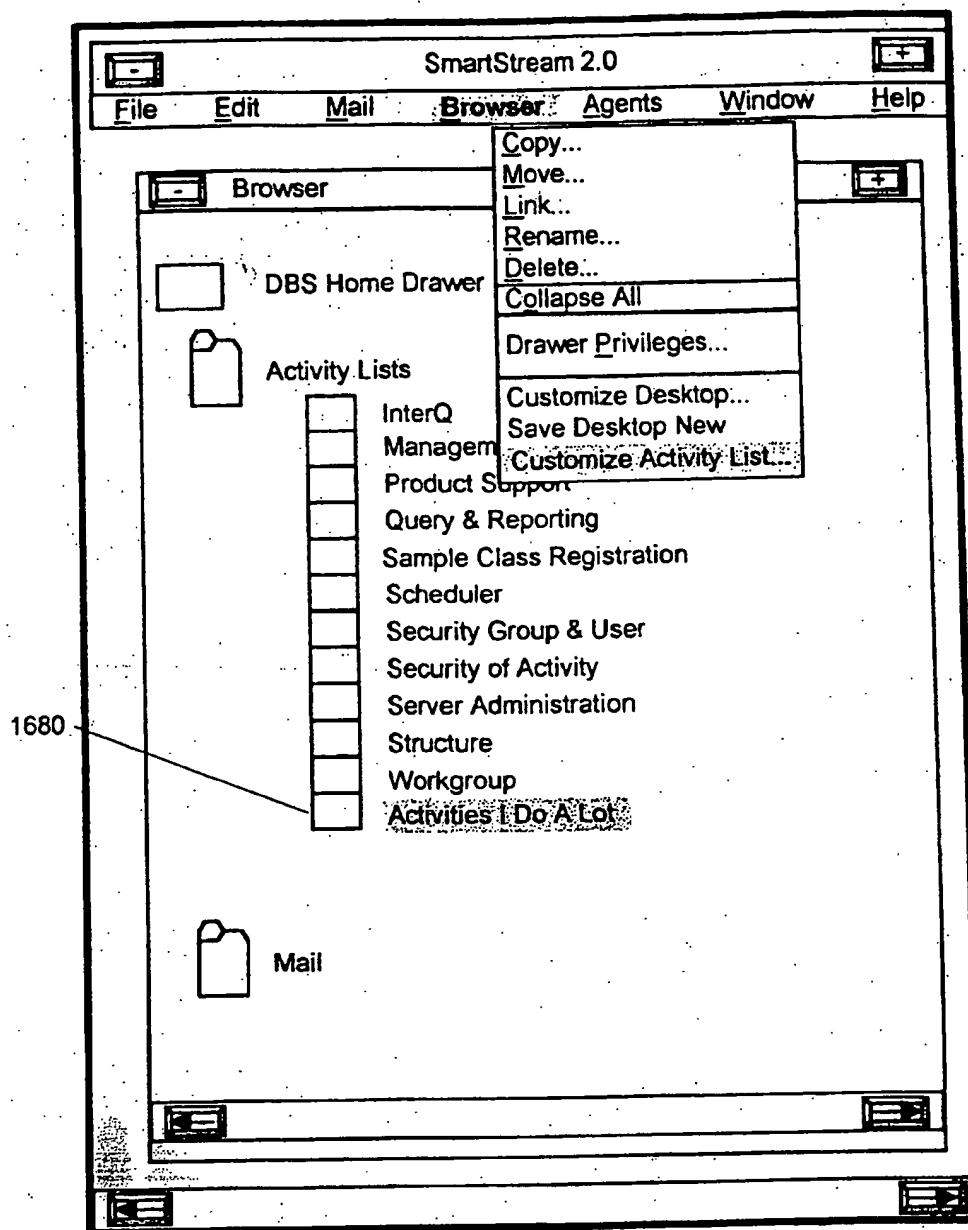 SmartStream 2.0
File Edit Mail Browser Agents Window Help
Copy...
Move...
Browser
Link...
Rename...
Delete...
DBS Home Drawer
Collapse All
Drawer Privileges...
Activity Lists
Customize Desktop...
InterQ
Save Desktop New
Managem
Customize Activity List...
Product Support
Query & Reporting
Sample Class Registration
Scheduler
Security Group & User
Security of Activity
Server Administration
1680
Structure
Workgroup
Activities I Do A Lot
Mail